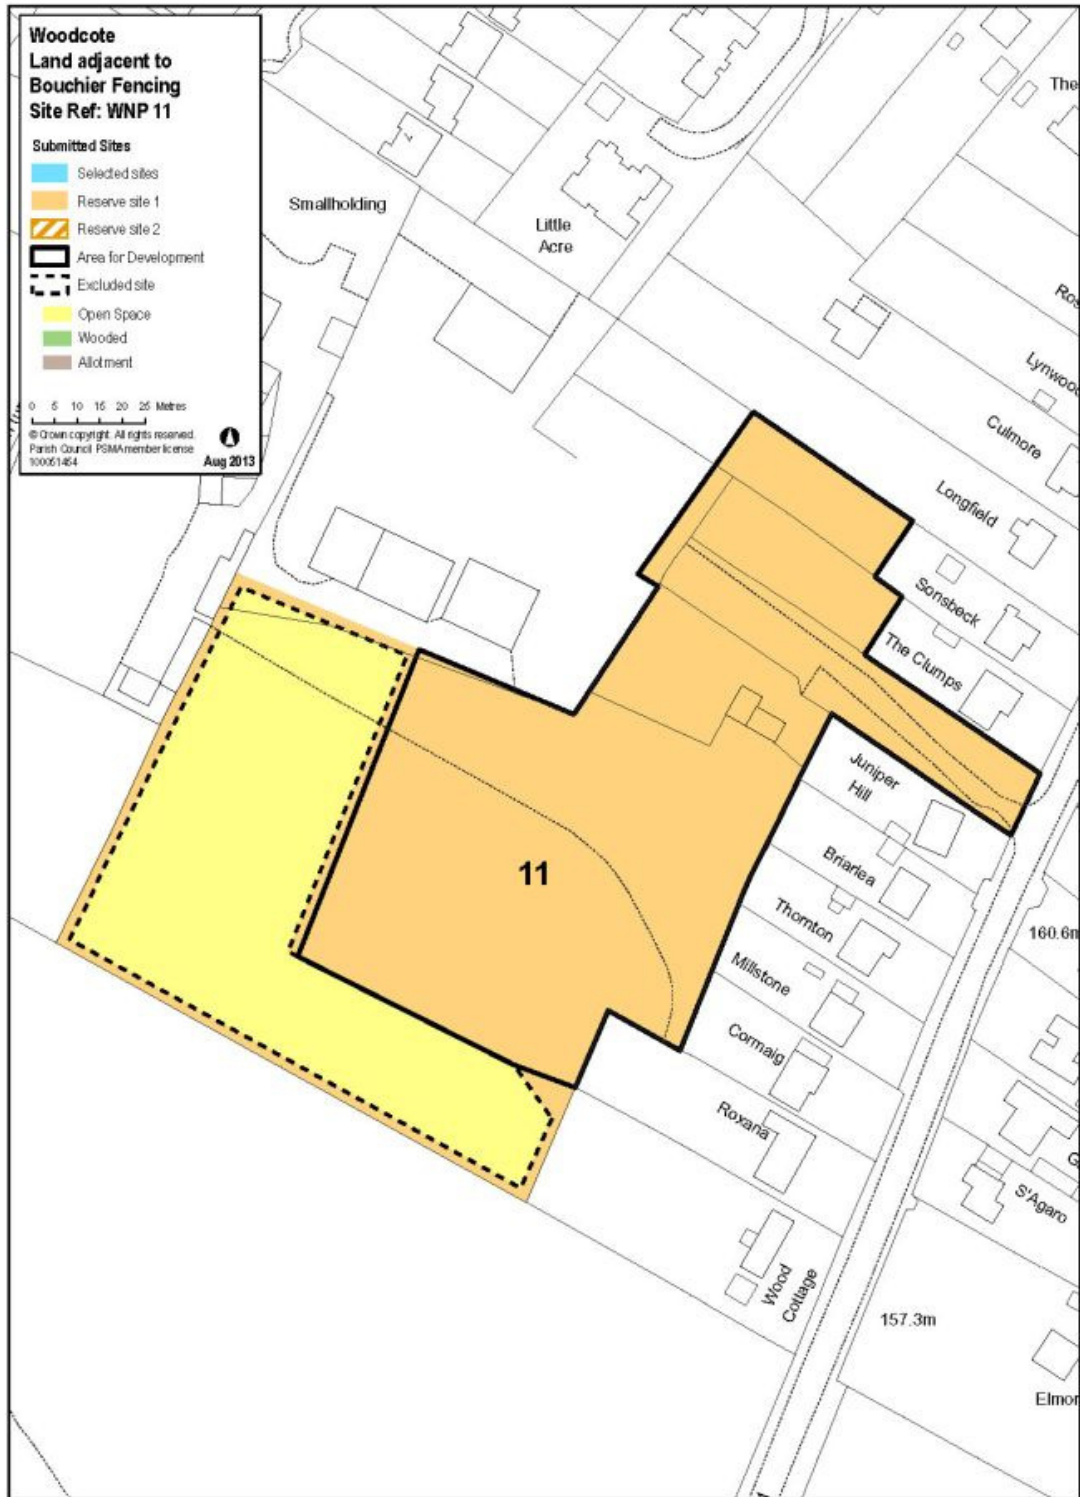 Woodcote
Land adjacent to
Bouchier Fencing
Site Ref: WNP 11
Submitted Sites
Selected sites
Reserve site 1
Reserve site 2
Area for Development
Excluded site
Open Space
Wooded
Allotment
0 5 10 15 20 25 Metres
© Crown copyright. All rights reserved.
Parish Council PSMA member license
100051454
Aug 2013
The
7
Smallholding
Little
Acre
Ros
Lynwood
Culmore
Longfield
Sonsbeck
The Clumps
Juniper
Hill
11
Briarlea
Thornton
160.6m
Millstone
Cormaig
Roxana
G
S'Agaro
Wood
Cottage
157.3m
Elmor